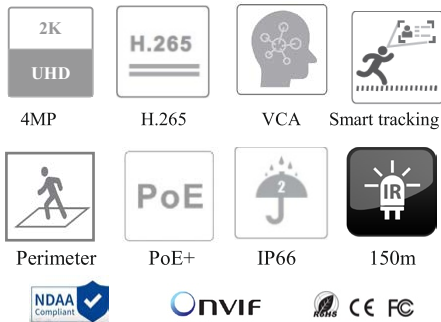 2K
UHD
H.265
4MP H.265 VCA Smart tracking
PoE
2
IR
Perimeter PoE+ IP66 150m
NDAA
Compliant
ONVIF
RoHS CE FC